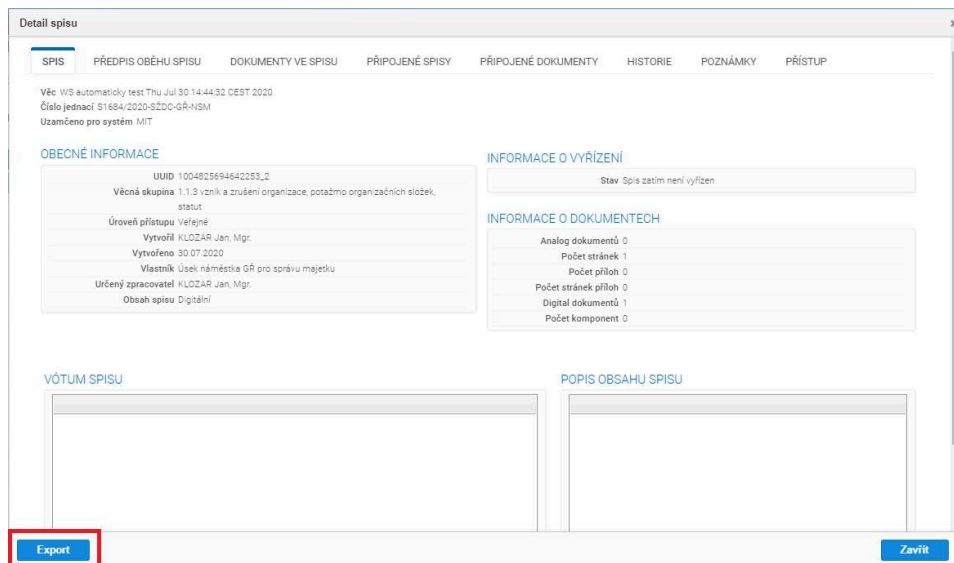 Detail spisu
SPIS PŘEDPIS OBĚHU SPISU DOKUMENTY VE SPISU PŘIPOJENÉ SPISY PŘIPOJENÉ DOKUMENTY HISTORIE POZNÁMKY PŘÍSTUP
Věc WS automaticky test Thu Jul 30 14:44:32 CEST 2020
Číslo jednací S1684/2020-SŽDC-GŘ-NSM
Uzamčeno pro systém MIT
OBECNÉ INFORMACE
UUID 1004825694642253_2
Věcná skupina 1.1.3 vznik a zrušení organizace, potažmo organizačních složek,
statut
Úroveň přístupu Veřejné
Vytvořil KLOZAR Jan, Mgr.
Vytvořeno 30.07.2020
Vlastník Úsek náměstka GŘ pro správu majetku
Určený zpracovatel KLOZAR Jan, Mgr.
Obsah spisu Digitální
INFORMACE O VYŘÍZENÍ
Stav Spis zatím není vyřízen
INFORMACE O DOKUMENTECH
Analog dokumentů 0
Počet stránek 1
Počet příloh 0
Počet stránek příloh 0
Digital dokumentů 1
Počet komponent 0
VÓTUM SPISU
POPIS OBSAHU SPISU
Export
Zavřít